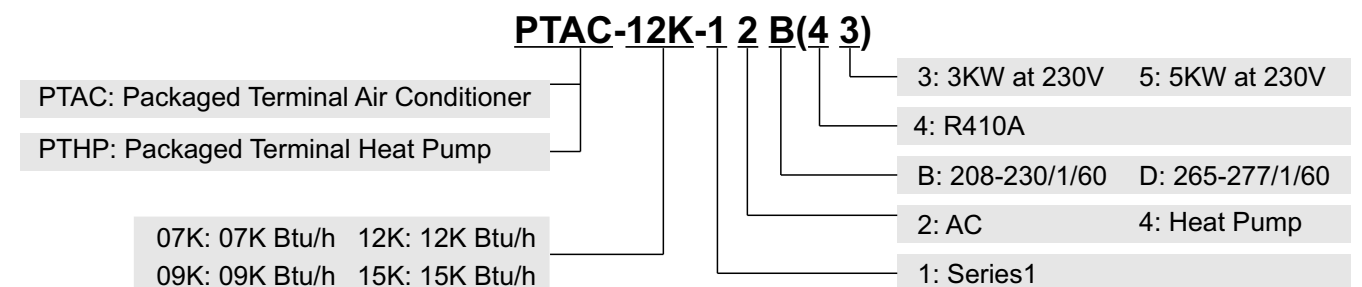 PTAC-12K-1 2 B(4 3)
PTAC: Packaged Terminal Air Conditioner
PTHP: Packaged Terminal Heat Pump
07K: 07K Btu/h 12K: 12K Btu/h
09K: 09K Btu/h 15K: 15K Btu/h
3: 3KW at 230V 5: 5KW at 230V
4: R410A
B: 208-230/1/60 D: 265-277/1/60
2: AC 4: Heat Pump
1: Series1